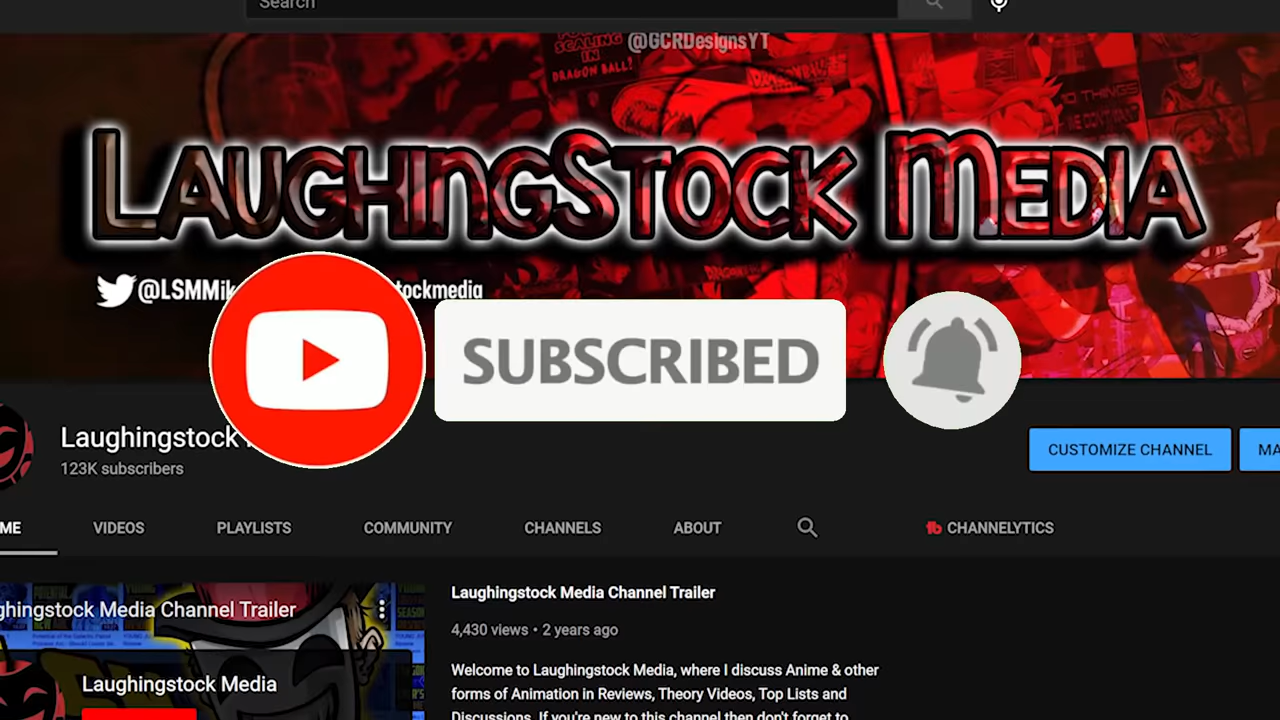 Search
@GCRDesignsYT
SCALING
IN
DRAGON BALL?
LAUGHINGSTOCK MEDIA
@LSMMik
tockmedia
SUBSCRIBED
Laughingstock
123K subscribers
CUSTOMIZE CHANNEL
MA
ME
VIDEOS
PLAYLISTS
COMMUNITY
CHANNELS
ABOUT
CHANNELYTICS
ghingstock Media Channel Trailer
Laughingstock Media
Laughingstock Media Channel Trailer
4,430 views • 2 years ago
Welcome to Laughingstock Media, where I discuss Anime & other
forms of Animation in Reviews, Theory Videos, Top Lists and
Discussions. If you're new to this channel then don't forget to